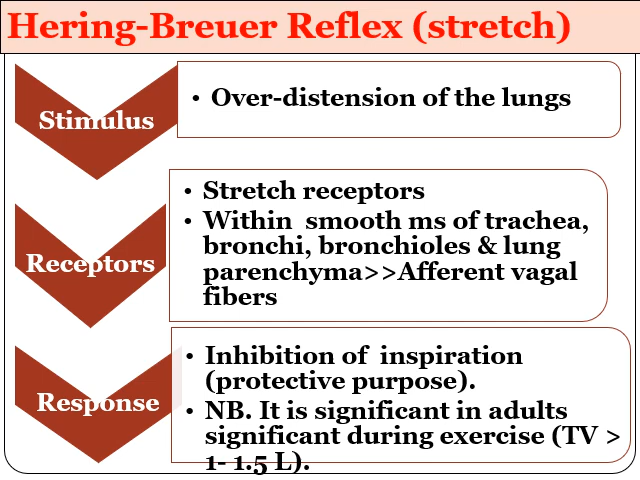 Hering-Breuer Reflex (stretch)
Stimulus
• Over-distension of the lungs
Receptors
• Stretch receptors
• Within smooth ms of trachea,
bronchi, bronchioles & lung
parenchyma>>Afferent vagal
fibers
Response
• Inhibition of inspiration
(protective purpose).
• NB. It is significant in adults
significant during exercise (TV >
1- 1.5 L).